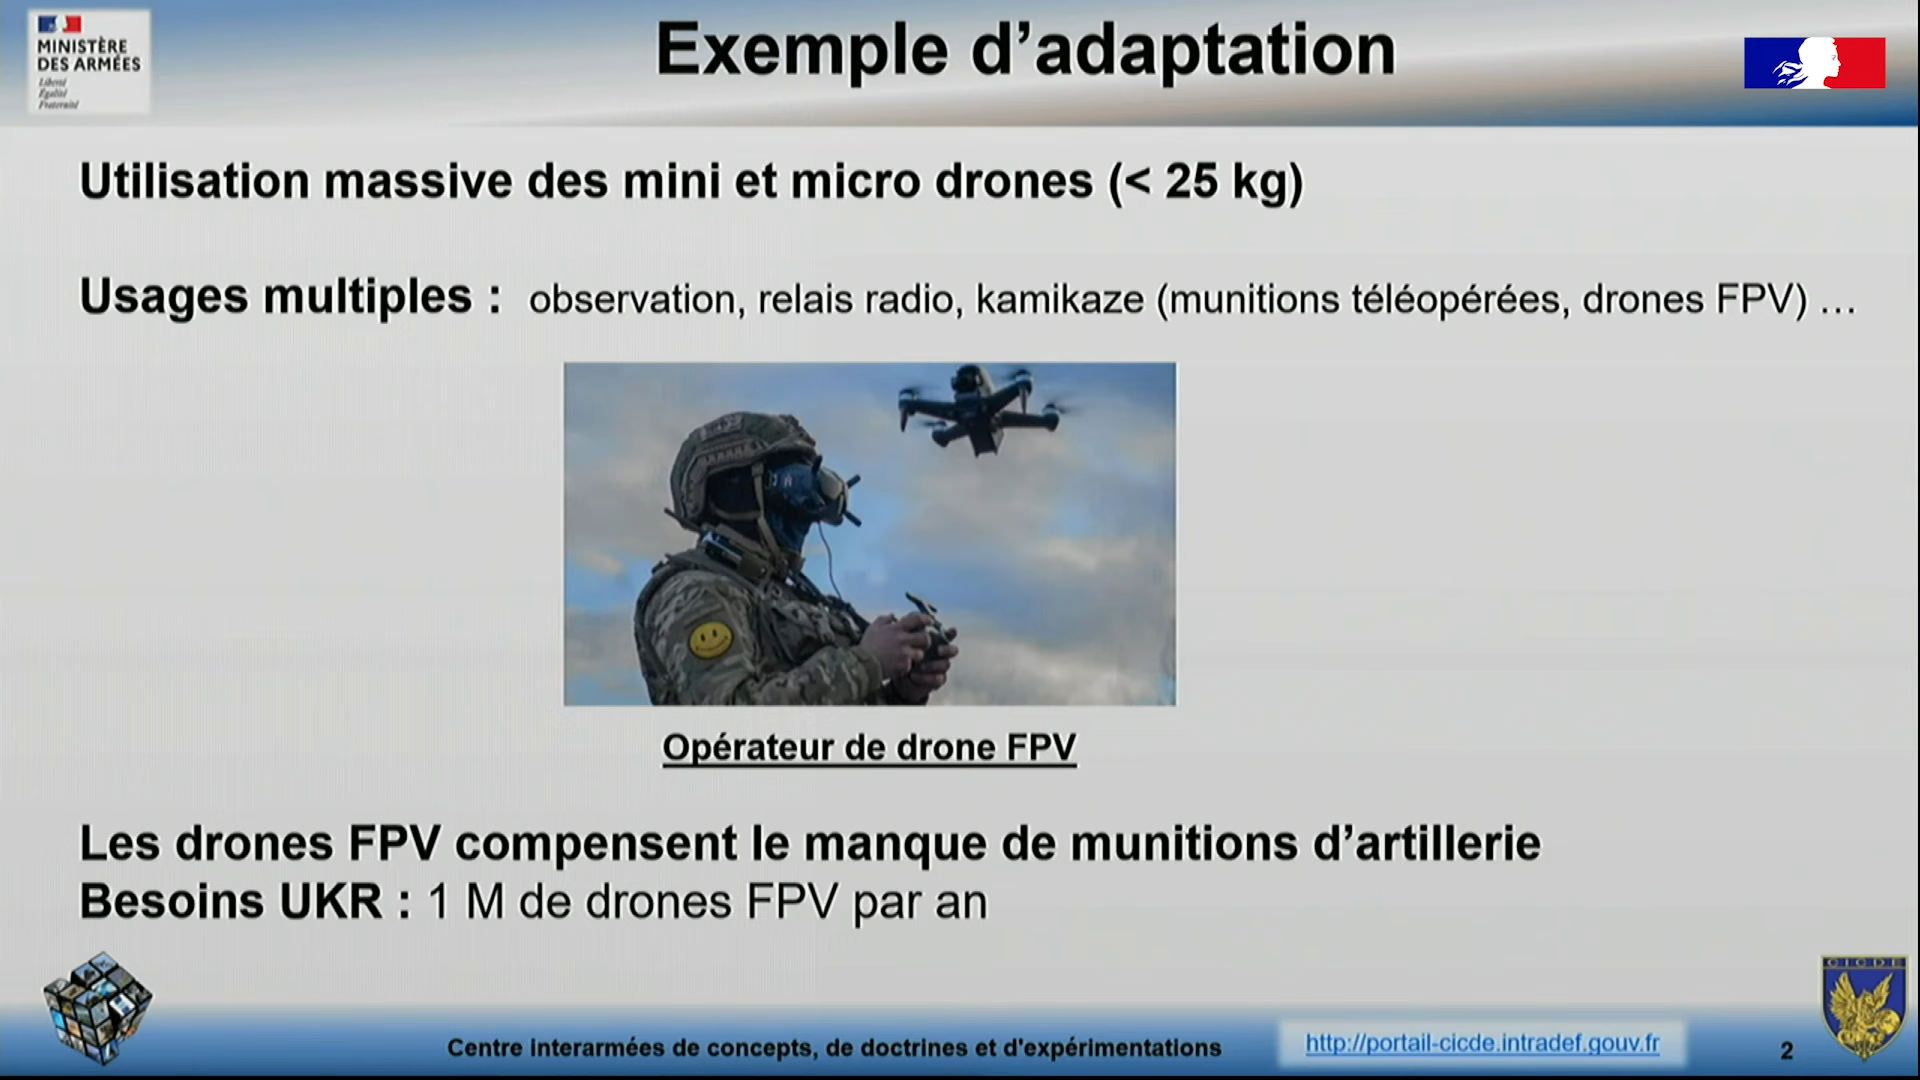 MINISTÈRE
DES ARMÉES
Liberté
Égalité
Fraternité
Exemple d’adaptation
Utilisation massive des mini et micro drones (< 25 kg)
Usages multiples : observation, relais radio, kamikaze (munitions téléopérées, drones FPV) …
Opérateur de drone FPV
Les drones FPV compensent le manque de munitions d’artillerie
Besoins UKR : 1 M de drones FPV par an
CICDE
Centre interarmées de concepts, de doctrines et d'expérimentations
http://portail-cicde.intradef.gouv.fr
2